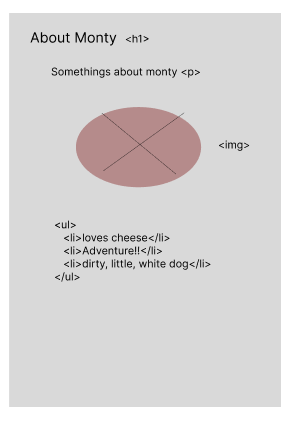 About Monty <h1>
Somethings about monty <p>
<img>
<ul>
<li>loves cheese</li>
<li>Adventure!!</li>
<li>dirty, little, white dog</li>
</ul>